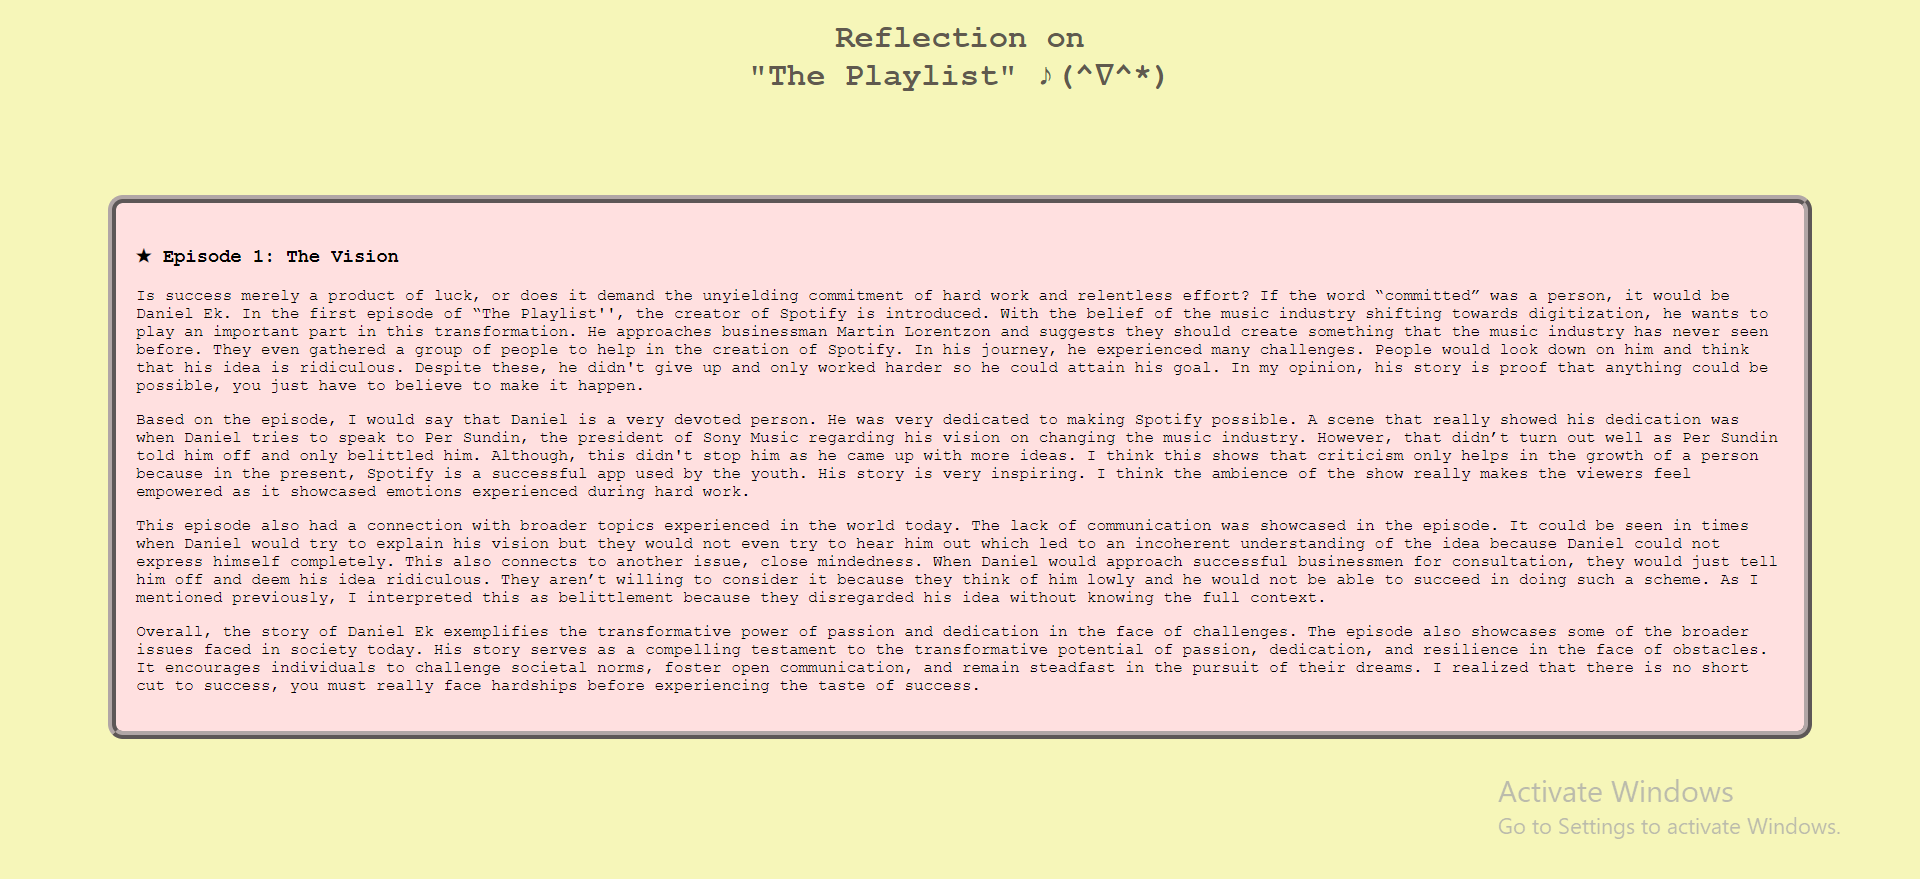 Reflection on
"The Playlist" ♪(^∇^*)
★ Episode 1: The Vision
Is success merely a product of luck, or does it demand the unyielding commitment of hard work and relentless effort? If the word “committed” was a person, it would be
Daniel Ek. In the first episode of “The Playlist'', the creator of Spotify is introduced. With the belief of the music industry shifting towards digitization, he wants to
play an important part in this transformation. He approaches businessman Martin Lorentzon and suggests they should create something that the music industry has never seen
before. They even gathered a group of people to help in the creation of Spotify. In his journey, he experienced many challenges. People would look down on him and think
that his idea is ridiculous. Despite these, he didn't give up and only worked harder so he could attain his goal. In my opinion, his story is proof that anything could be
possible, you just have to believe to make it happen.
Based on the episode, I would say that Daniel is a very devoted person. He was very dedicated to making Spotify possible. A scene that really showed his dedication was
when Daniel tries to speak to Per Sundin, the president of Sony Music regarding his vision on changing the music industry. However, that didn’t turn out well as Per Sundin
told him off and only belittled him. Although, this didn't stop him as he came up with more ideas. I think this shows that criticism only helps in the growth of a person
because in the present, Spotify is a successful app used by the youth. His story is very inspiring. I think the ambience of the show really makes the viewers feel
empowered as it showcased emotions experienced during hard work.
This episode also had a connection with broader topics experienced in the world today. The lack of communication was showcased in the episode. It could be seen in times
when Daniel would try to explain his vision but they would not even try to hear him out which led to an incoherent understanding of the idea because Daniel could not
express himself completely. This also connects to another issue, close mindedness. When Daniel would approach successful businessmen for consultation, they would just tell
him off and deem his idea ridiculous. They aren’t willing to consider it because they think of him lowly and he would not be able to succeed in doing such a scheme. As I
mentioned previously, I interpreted this as belittlement because they disregarded his idea without knowing the full context.
Overall, the story of Daniel Ek exemplifies the transformative power of passion and dedication in the face of challenges. The episode also showcases some of the broader
issues faced in society today. His story serves as a compelling testament to the transformative potential of passion, dedication, and resilience in the face of obstacles.
It encourages individuals to challenge societal norms, foster open communication, and remain steadfast in the pursuit of their dreams. I realized that there is no short
cut to success, you must really face hardships before experiencing the taste of success.
Activate Windows
Go to Settings to activate Windows.